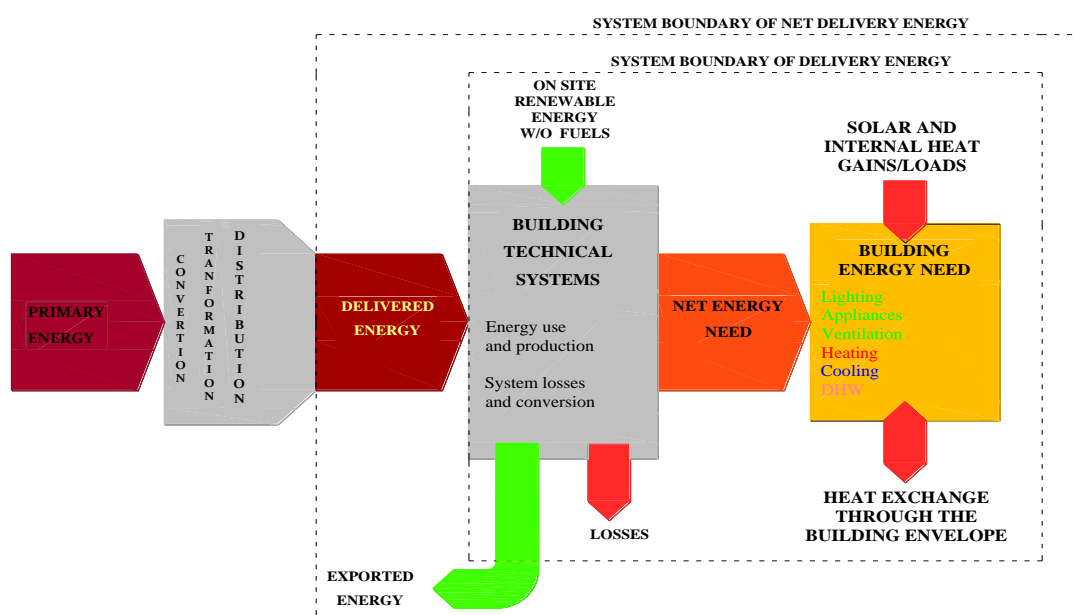 SYSTEM BOUNDARY OF NET DELIVERY ENERGY
SYSTEM BOUNDARY OF DELIVERY ENERGY
ON SITE
RENEWABLE
ENERGY
W/O FUELS
SOLAR AND
INTERNAL HEAT
GAINS/LOADS
PRIMARY
ENERGY
CONVERTION
TRANFORMATION
DISTRIBUTION
DELIVERED
ENERGY
BUILDING
TECHNICAL
SYSTEMS
Energy use
and production
System losses
and conversion
NET ENERGY
NEED
BUILDING
ENERGY NEED
Lighting
Appliances
Ventilation
Heating
Cooling
DHW
HEAT EXCHANGE
THROUGH THE
BUILDING ENVELOPE
LOSSES
EXPORTED
ENERGY